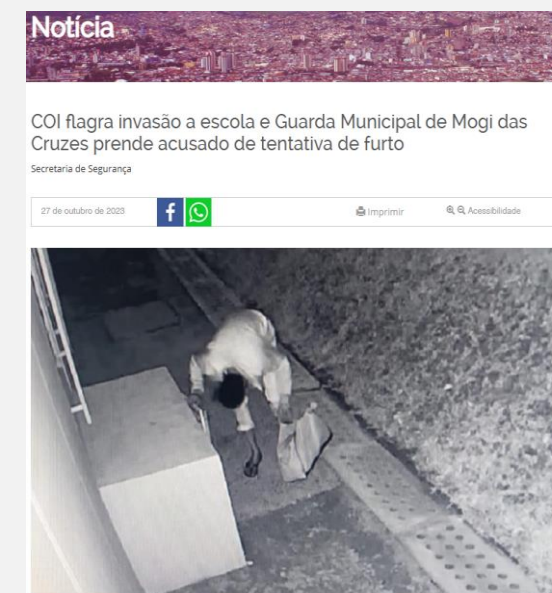 Notícia
COI flagra invasão a escola e Guarda Municipal de Mogi das
Cruzes prende acusado de tentativa de furto
Secretaria de Segurança
27 de outubro de 2023
Imprimir
Acessibilidade